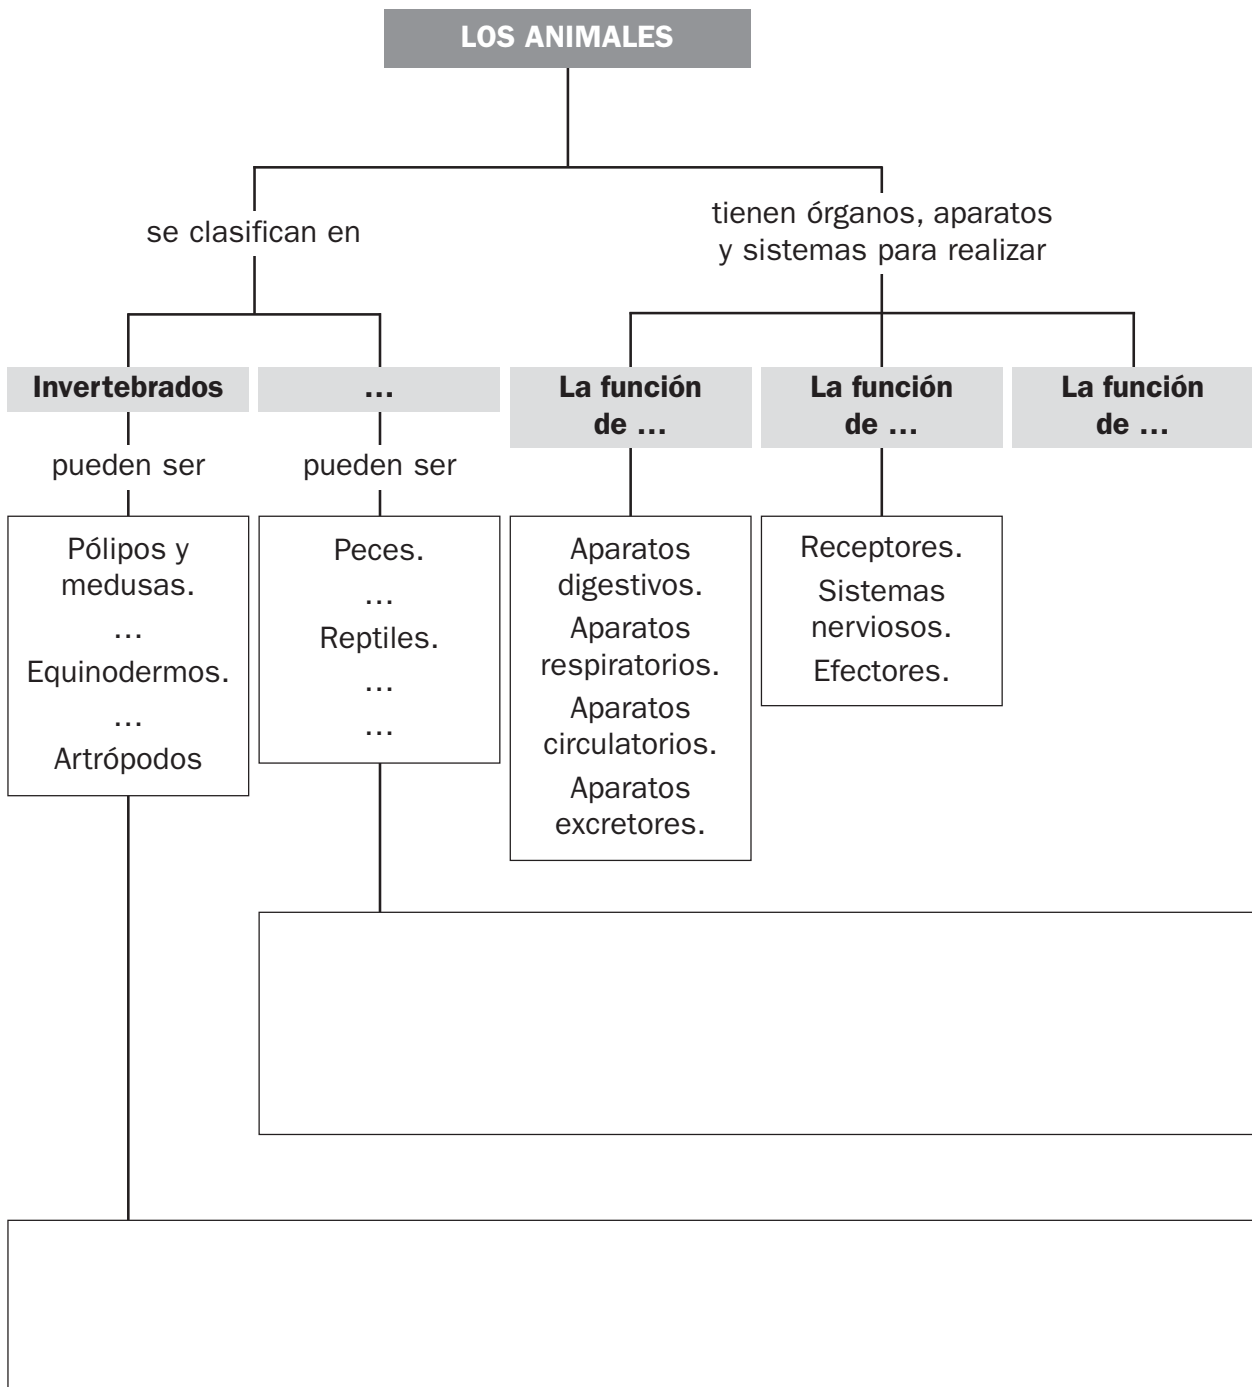 LOS ANIMALES
se clasifican en
tienen órganos, aparatos
y sistemas para realizar
Invertebrados
...
La función
de ...
La función
de ...
La función
de ...
pueden ser
pueden ser
Pólipos y
medusas.
...
Equinodermos.
...
Artrópodos
Peces.
...
Reptiles.
...
...
Aparatos
digestivos.
Aparatos
respiratorios.
Aparatos
circulatorios.
Aparatos
excretores.
Receptores.
Sistemas
nerviosos.
Efectores.